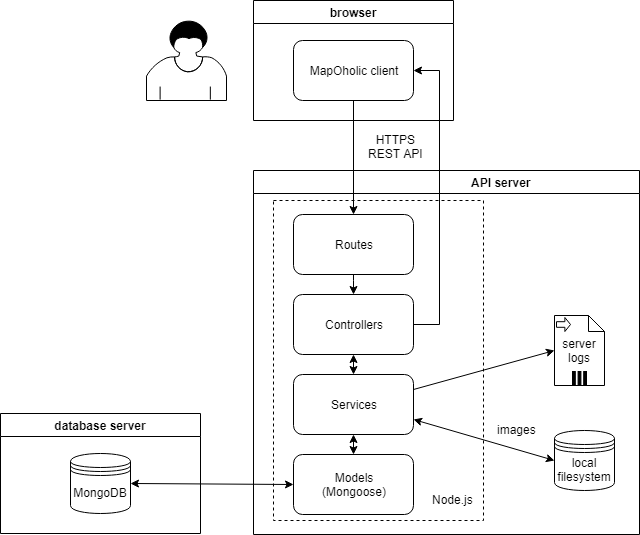 browser
MapOholic client
HTTPS
REST API
API server
Routes
Controllers
server
logs
Services
images
database server
local
filesystem
MongoDB
Models
(Mongoose)
Node.js